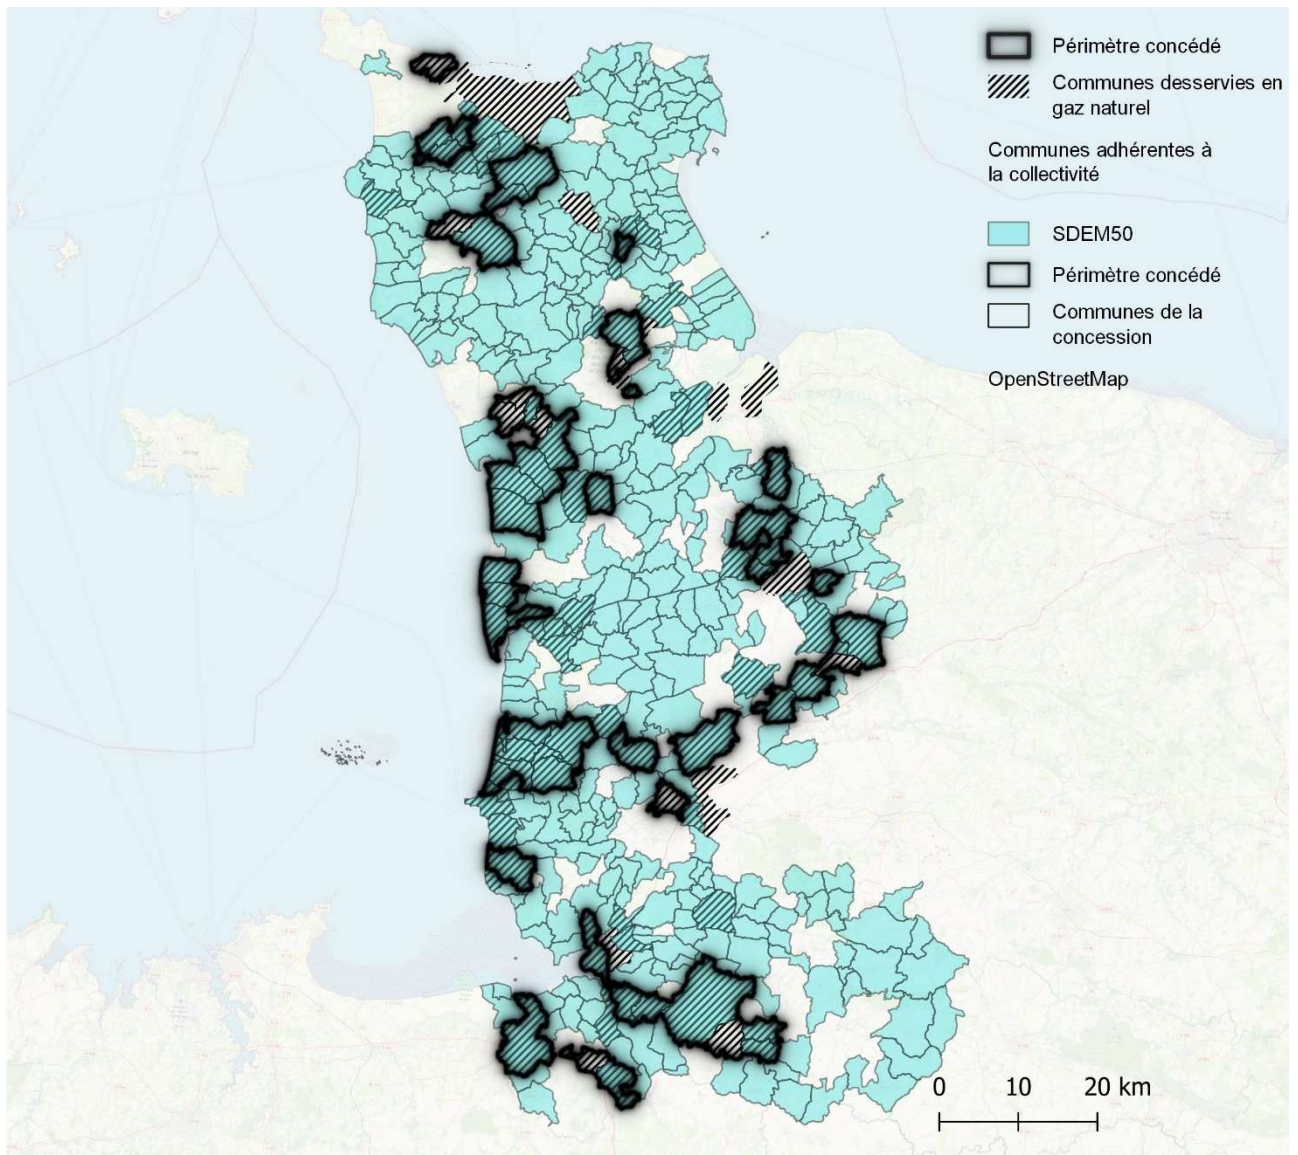 Périmètre concédé
Communes desservies en
gaz naturel
Communes adhérentes à
la collectivité
SDEM50
Périmètre concédé
Communes de la
concession
OpenStreetMap
0 10 20 km